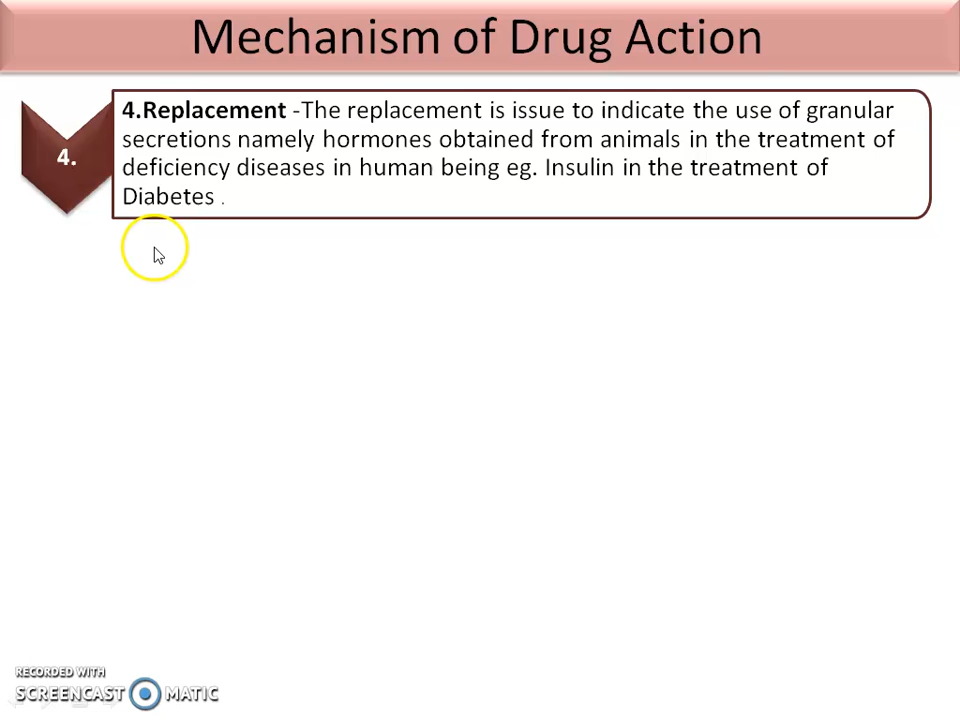 Mechanism of Drug Action
4.
4.Replacement -The replacement is issue to indicate the use of granular
secretions namely hormones obtained from animals in the treatment of
deficiency diseases in human being eg. Insulin in the treatment of
Diabetes .
RECORDED WITH
SCREENCAST MATIC